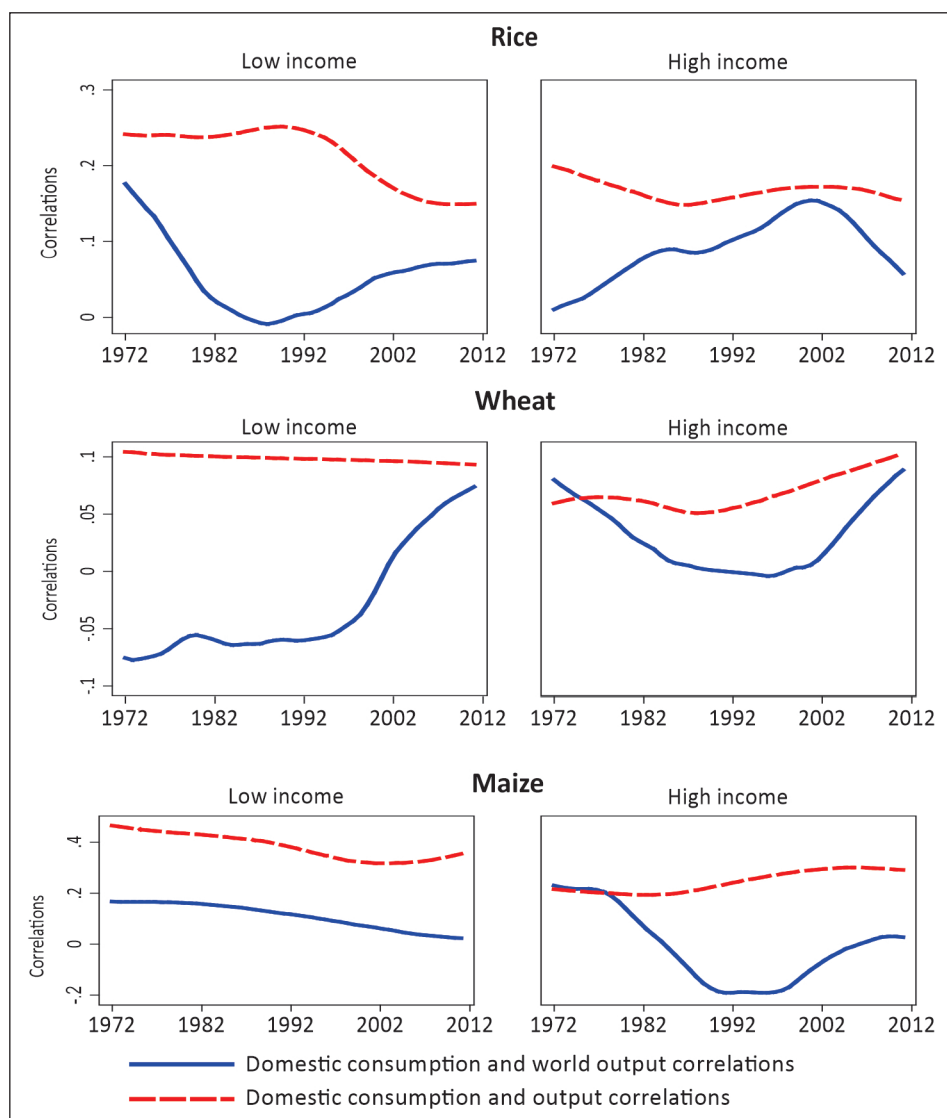 Rice
Low income High income
Correlations
.3
.2
.1
0
1972 1982 1992 2002 2012 1972 1982 1992 2002 2012
Wheat
Low income High income
Correlations
.1
.05
0
-.05
-.1
1972 1982 1992 2002 2012 1972 1982 1992 2002 2012
Maize
Low income High income
Correlations
.4
.2
0
-.2
1972 1982 1992 2002 2012 1972 1982 1992 2002 2012
Domestic consumption and world output correlations
Domestic consumption and output correlations